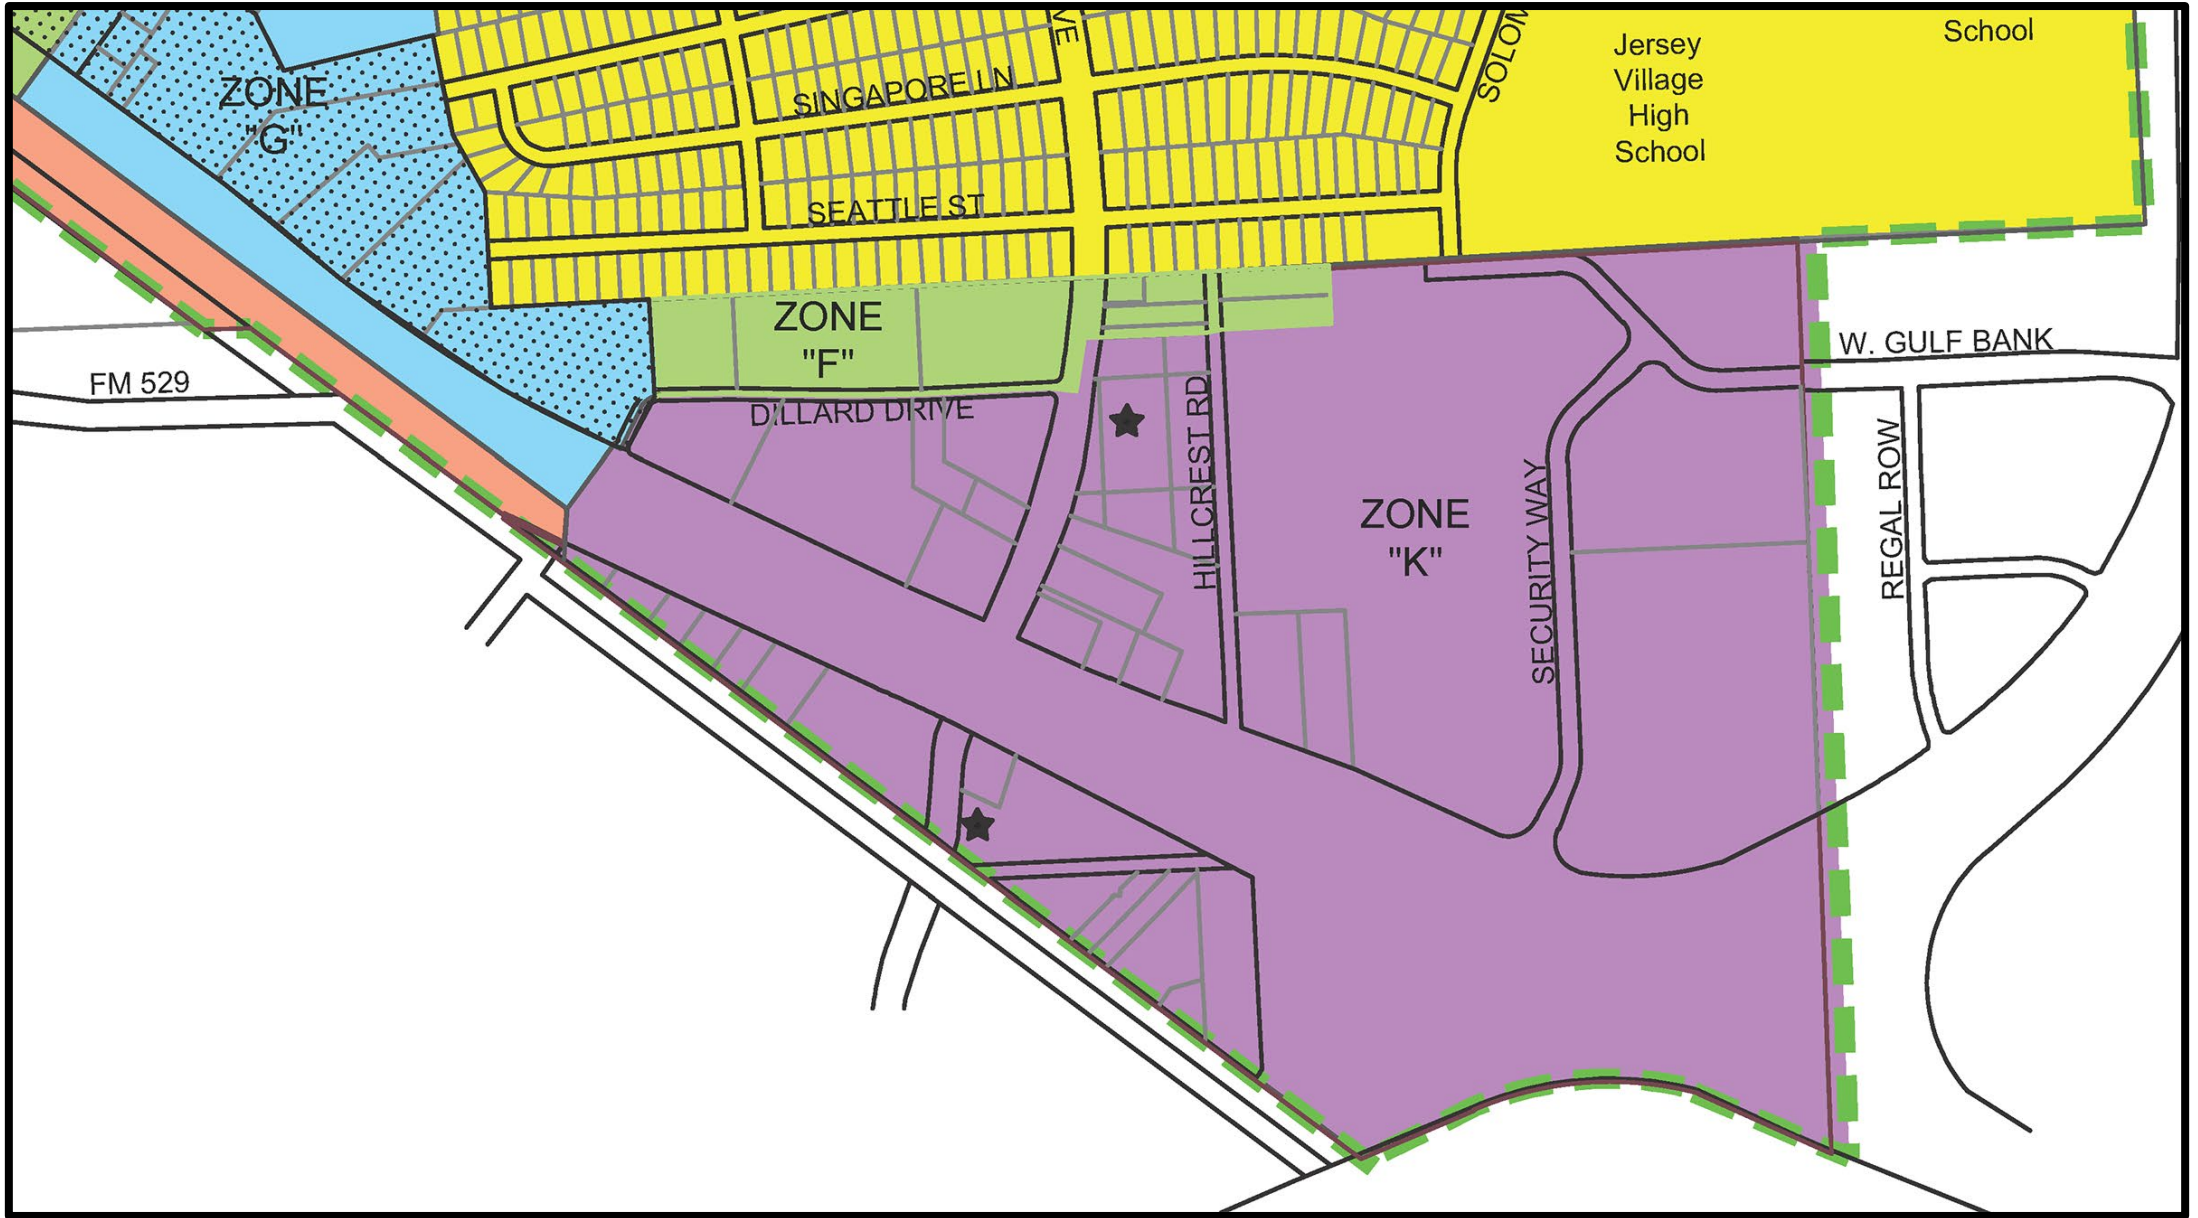 School
Jersey
Village
High
School
ZONE
"G"
SINGAPORE LN
SEATTLE ST
ZONE
"F"
W. GULF BANK
FM 529
DILLARD DRIVE
HILLCREST RD
ZONE
"K"
SECURITY WAY
REGAL ROW